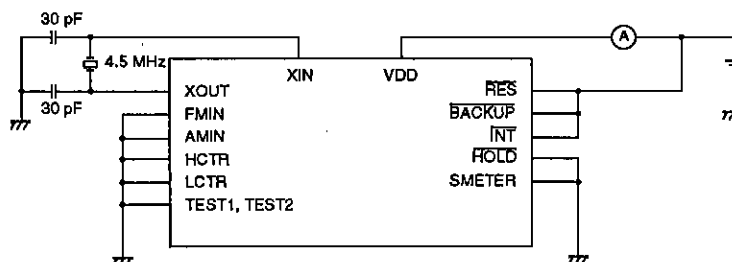 30 pF
4.5 MHz
30 pF
XIN
VDD
A
XOUT
FMIN
AMIN
HCTR
LCTR
TEST1, TEST2
RES
BACKUP
INT
HOLD
SMETER